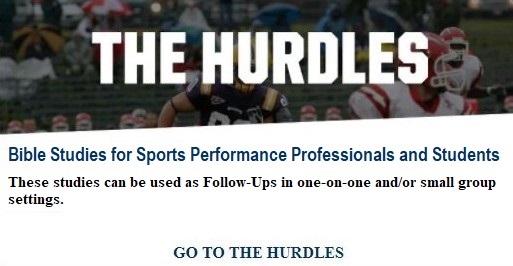 THE HURDLES
Bible Studies for Sports Performance Professionals and Students
These studies can be used as Follow-Ups in one-on-one and/or small group
settings.
GO TO THE HURDLES